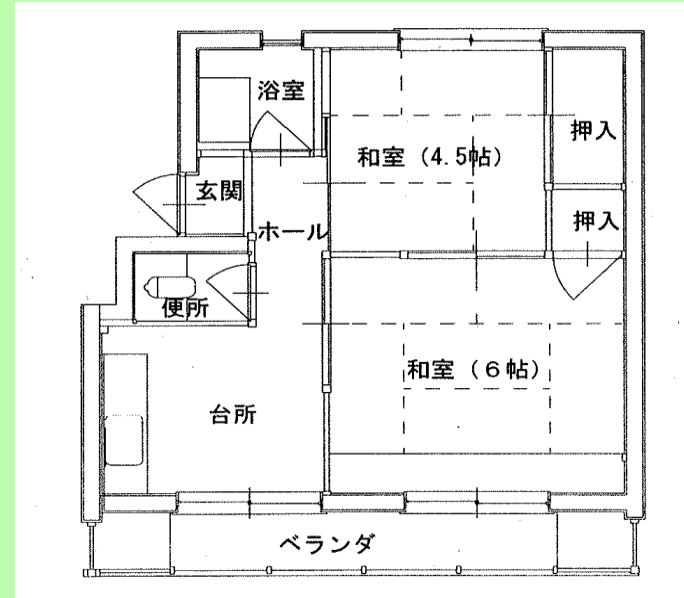 浴室
押入
和室（4.5帖）
玄関
押入
ホール
便所
和室（６帖）
台所
ベランダ